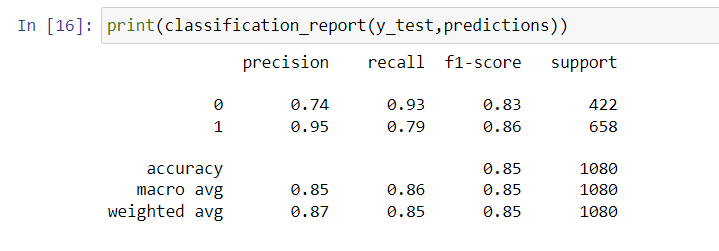 In [16]: print(classification_report(y_test,predictions))
precision recall f1-score support
0 0.74 0.93 0.83 422
1 0.95 0.79 0.86 658
accuracy 0.85 1080
macro avg 0.85 0.86 0.85 1080
weighted avg 0.87 0.85 0.85 1080